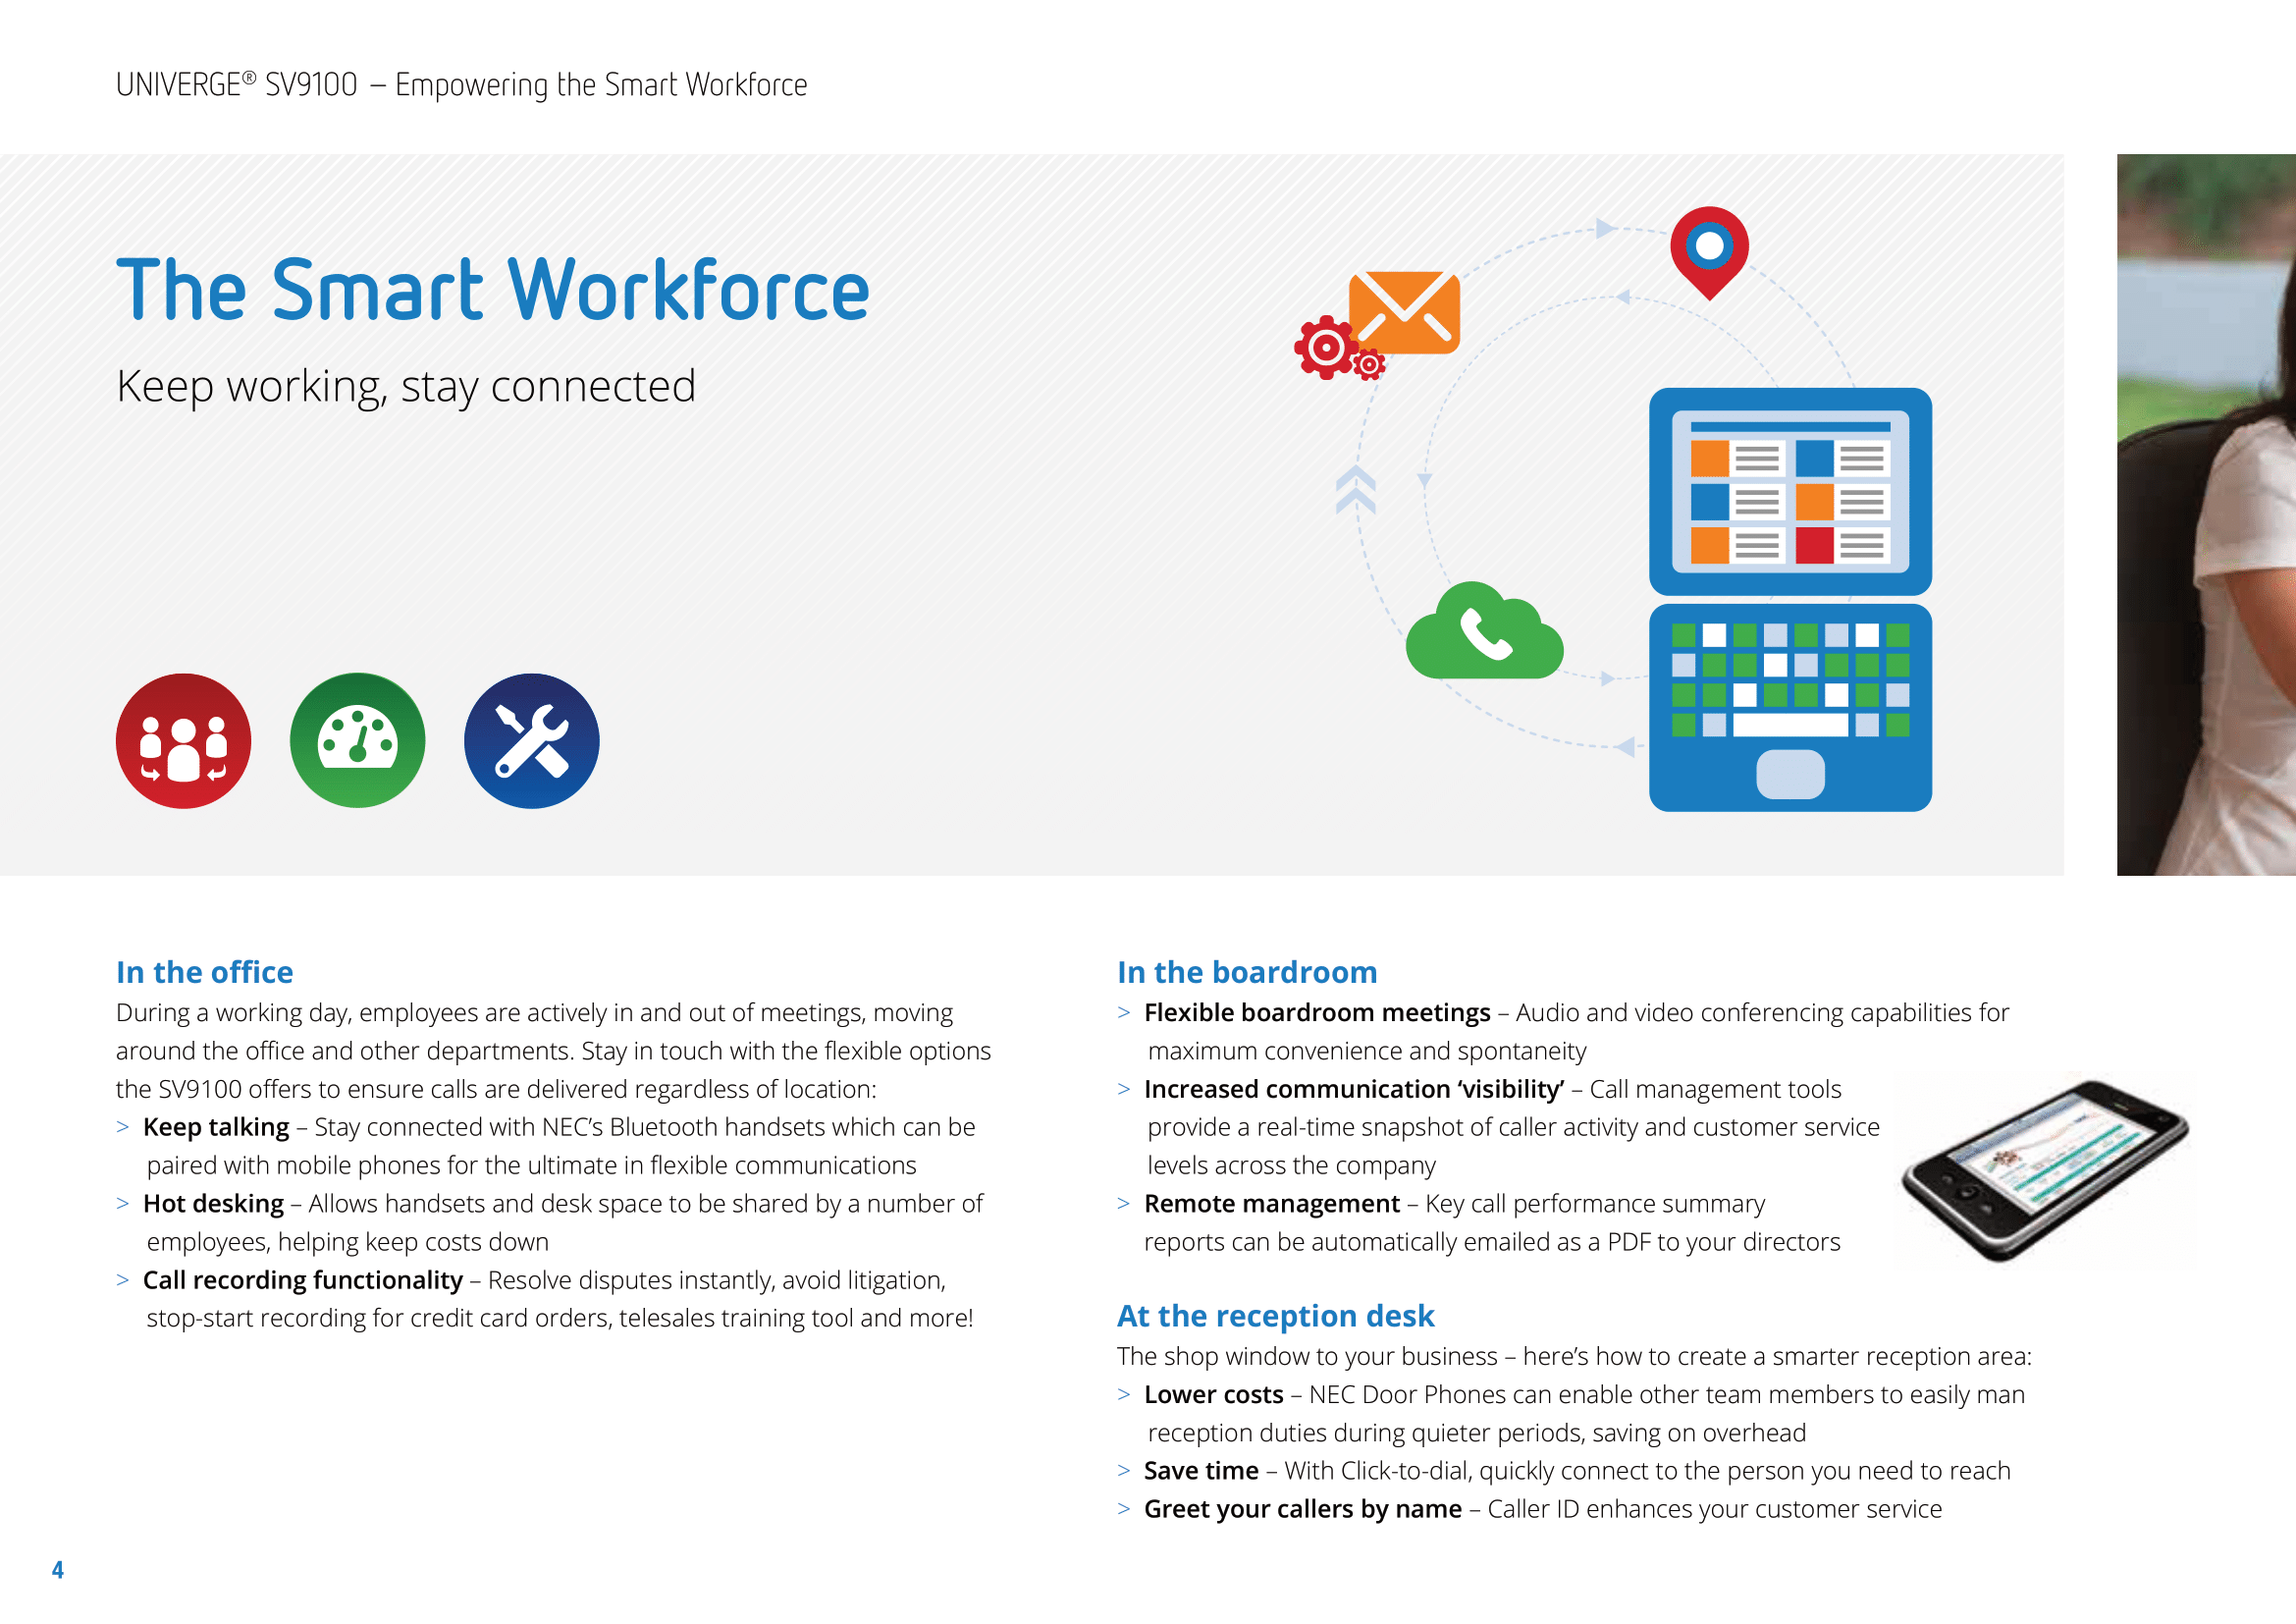 UNIVERGE® SV9100 – Empowering the Smart Workforce
The Smart Workforce
Keep working, stay connected
In the office
During a working day, employees are actively in and out of meetings, moving
around the office and other departments. Stay in touch with the flexible options
the SV9100 offers to ensure calls are delivered regardless of location:
> Keep talking – Stay connected with NEC’s Bluetooth handsets which can be
paired with mobile phones for the ultimate in flexible communications
> Hot desking – Allows handsets and desk space to be shared by a number of
employees, helping keep costs down
> Call recording functionality – Resolve disputes instantly, avoid litigation,
stop-start recording for credit card orders, telesales training tool and more!
In the boardroom
> Flexible boardroom meetings – Audio and video conferencing capabilities for
maximum convenience and spontaneity
> Increased communication ‘visibility’ – Call management tools
provide a real-time snapshot of caller activity and customer service
levels across the company
> Remote management – Key call performance summary
reports can be automatically emailed as a PDF to your directors
At the reception desk
The shop window to your business – here’s how to create a smarter reception area:
> Lower costs – NEC Door Phones can enable other team members to easily man
reception duties during quieter periods, saving on overhead
> Save time – With Click-to-dial, quickly connect to the person you need to reach
> Greet your callers by name – Caller ID enhances your customer service
4